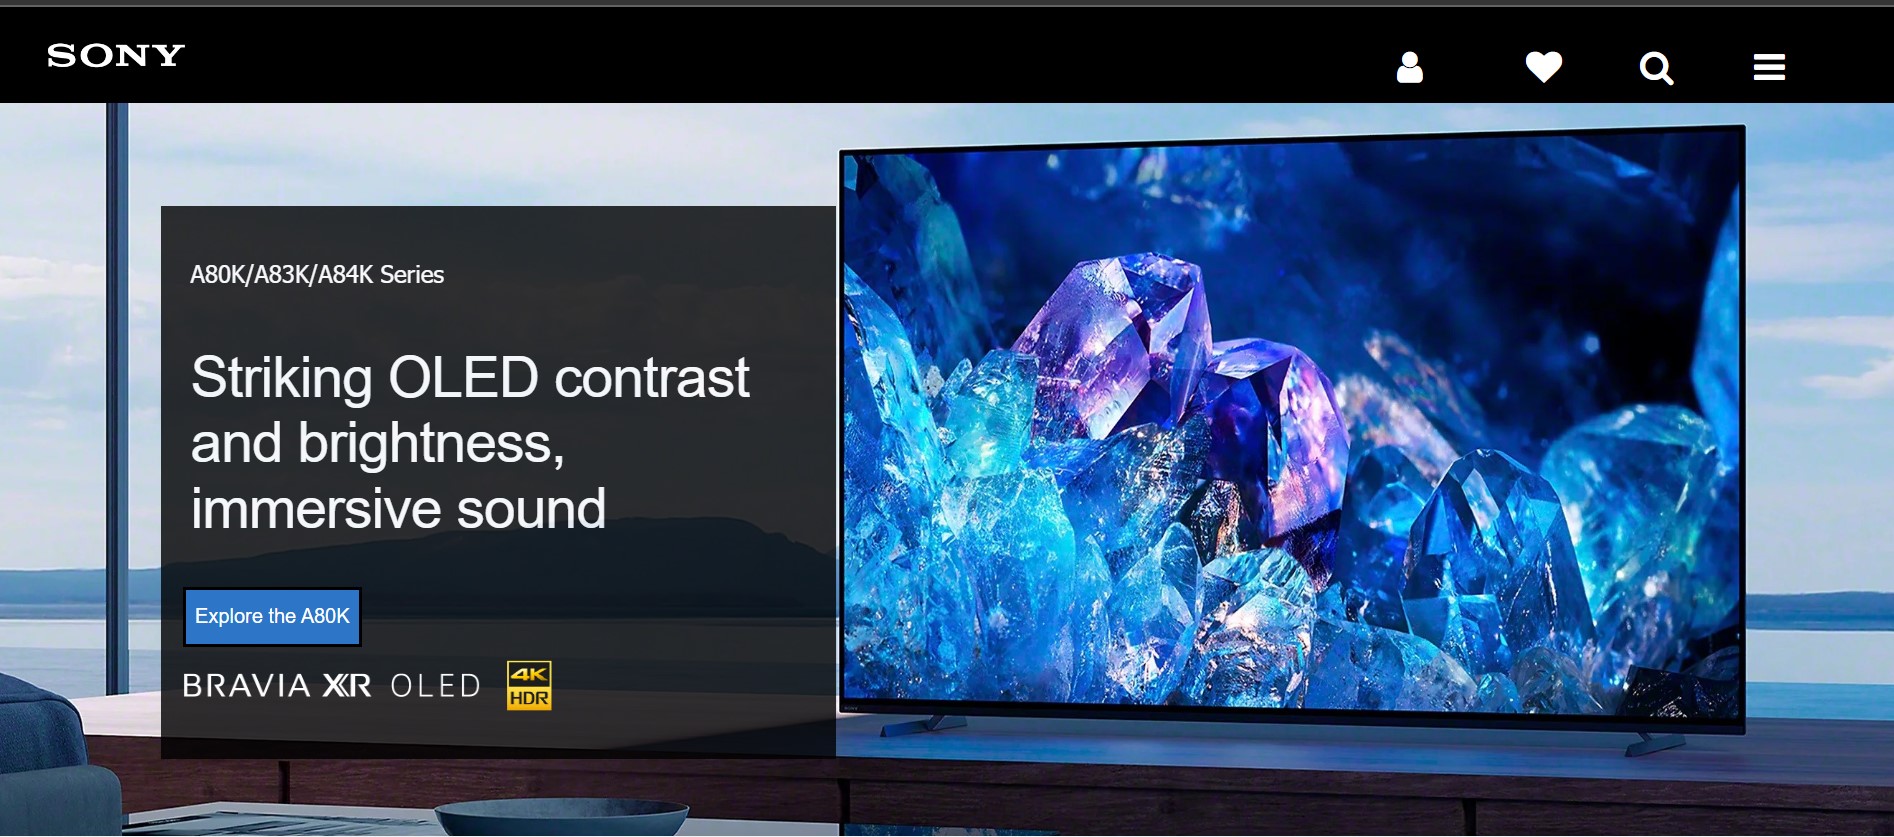 SONY
A80K/A83K/A84K Series
Striking OLED contrast
and brightness,
immersive sound
Explore the A80K
BRAVIA XR OLED
4K
HDR
SONY